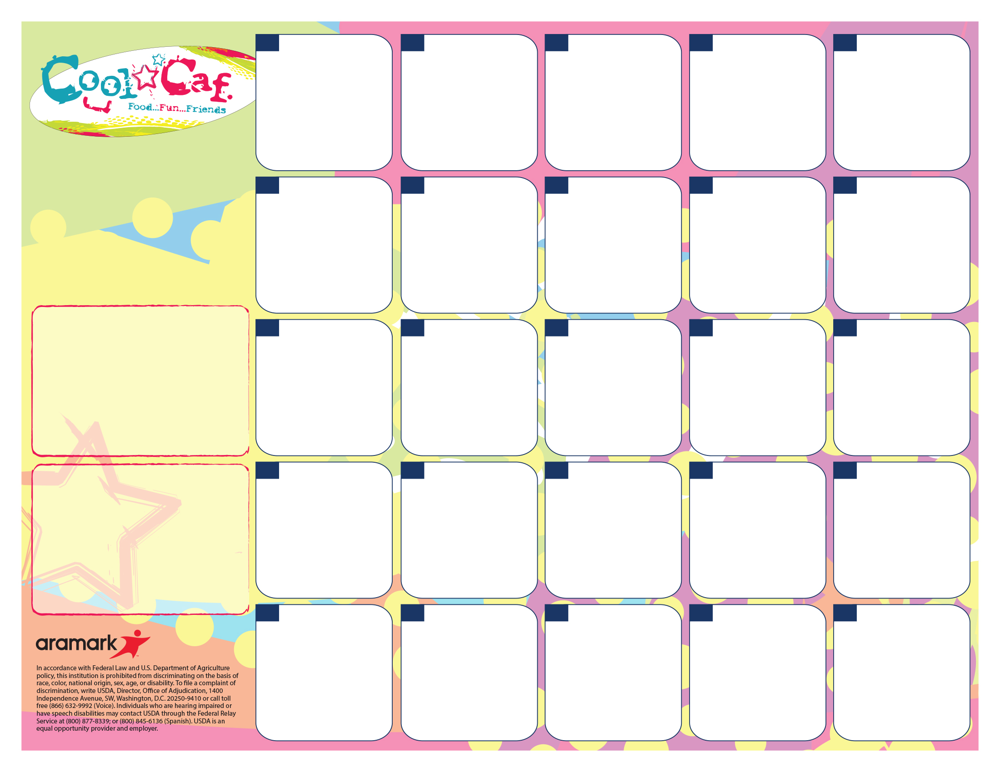 Cool Caf.
Food...Fun...Friends
aramark
In accordance with Federal Law and U.S. Department of Agriculture
policy, this institution is prohibited from discriminating on the basis of
race, color, national origin, sex, age, or disability. To file a complaint of
discrimination, write USDA, Director, Office of Adjudication, 1400
Independence Avenue, SW, Washington, D.C. 20250-9410 or call toll
free (866) 632-9992 (Voice). Individuals who are hearing impaired or
have speech disabilities may contact USDA through the Federal Relay
Service at (800) 877-8339; or (800) 845-6136 (Spanish). USDA is an
equal opportunity provider and employer.